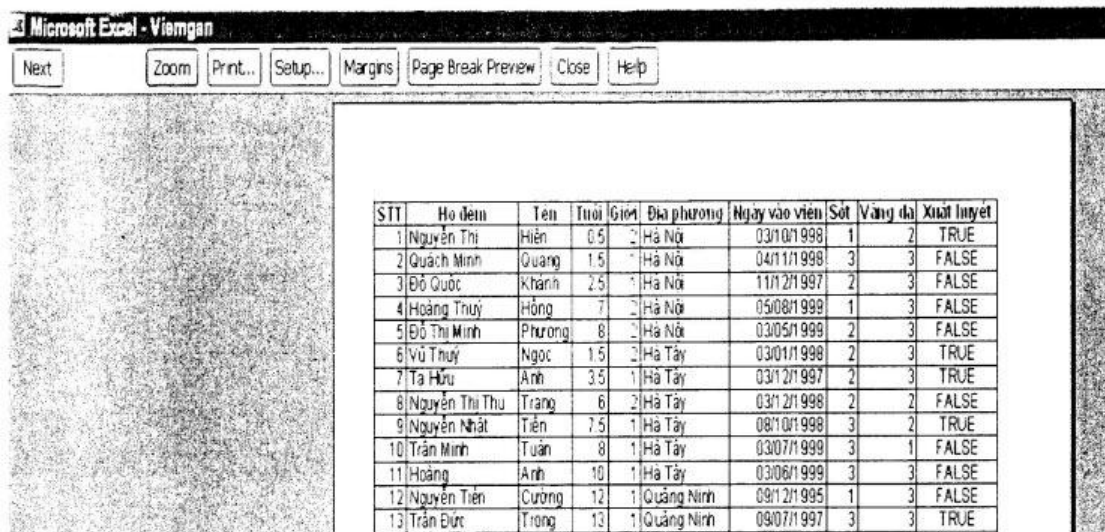 Microsoft Excel - Viemgan
Next Zoom Print... Setup... Margins Page Break Preview Close Help
STT Họ đệm Tên Tuổi Giới Địa phương Ngày vào viện Sốt Vàng da Xuất huyết
1 Nguyễn Thị Hiền 0.5 2 Hà Nội 03/10/1998 1 2 TRUE
2 Quách Minh Quang 1.5 1 Hà Nội 04/11/1998 3 3 FALSE
3 Đỗ Quốc Khánh 2.5 1 Hà Nội 11/12/1997 2 3 FALSE
4 Hoàng Thuý Hồng 7 2 Hà Nội 05/08/1999 1 3 FALSE
5 Đỗ Thị Minh Phương 8 2 Hà Nội 03/05/1999 2 3 FALSE
6 Vũ Thuý Ngọc 1.5 2 Hà Tây 03/01/1998 2 3 TRUE
7 Tạ Hữu Anh 3.5 1 Hà Tây 03/12/1997 2 3 TRUE
8 Nguyễn Thị Thu Trang 6 2 Hà Tây 03/12/1998 2 2 FALSE
9 Nguyễn Nhật Tiến 7.5 1 Hà Tây 08/10/1998 3 2 TRUE
10 Trần Minh Tuấn 8 1 Hà Tây 03/07/1999 3 1 FALSE
11 Hoàng Anh 10 1 Hà Tây 03/06/1999 3 3 FALSE
12 Nguyễn Tiến Cường 12 1 Quảng Ninh 09/12/1995 1 3 FALSE
13 Trần Đức Trọng 13 1 Quảng Ninh 09/07/1997 3 3 TRUE